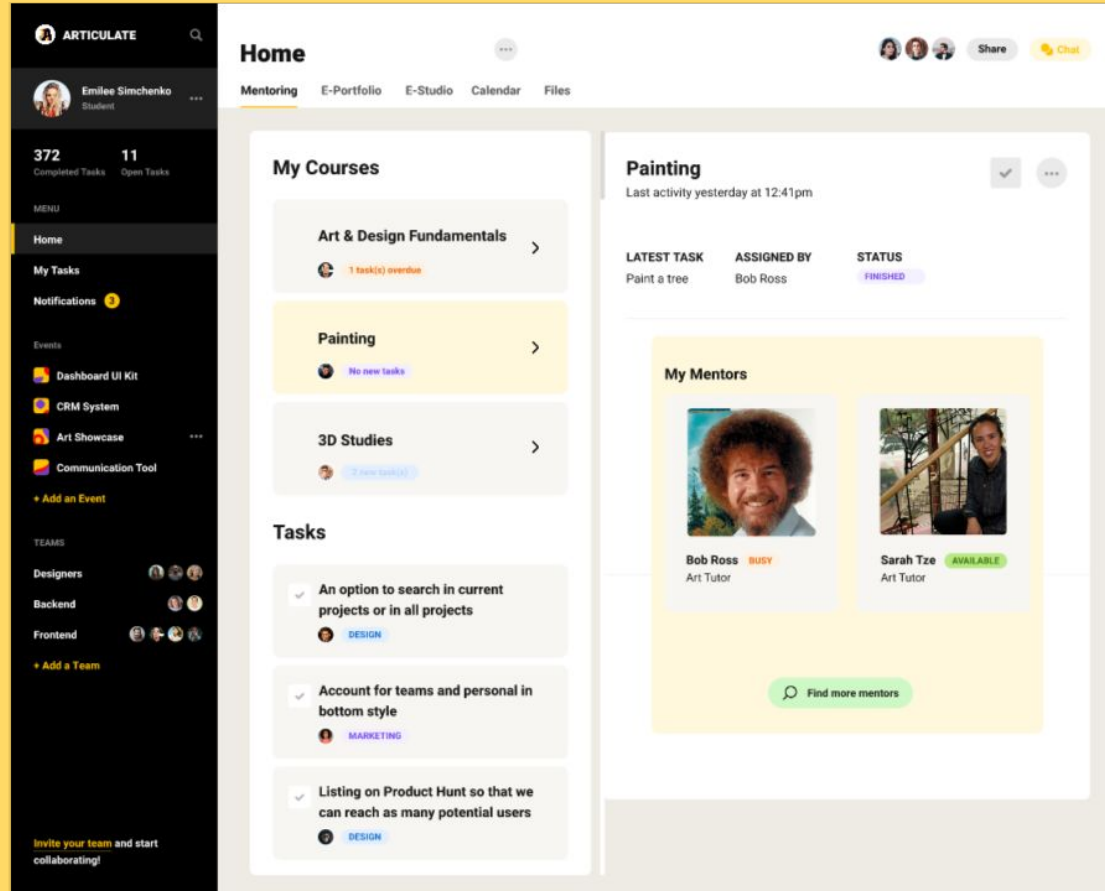 ARTICULATE
Emilee Simchenko
Student
372
Completed Tasks
11
Open Tasks
MENU
Home
My Tasks
Notifications 3
Events
Dashboard UI Kit
CRM System
Art Showcase
Communication Tool
+ Add an Event
TEAMS
Designers
Backend
Frontend
+ Add a Team
Invite your team and start
collaborating!
Home
Share
Chat
Mentoring
E-Portfolio
E-Studio
Calendar
Files
My Courses
Art & Design Fundamentals
1 task(s) overdue
Painting
No new tasks
3D Studies
2 new task(s)
Tasks
An option to search in current
projects or in all projects
DESIGN
Account for teams and personal in
bottom style
MARKETING
Listing on Product Hunt so that we
can reach as many potential users
DESIGN
Painting
Last activity yesterday at 12:41pm
LATEST TASK
Paint a tree
ASSIGNED BY
Bob Ross
STATUS
FINISHED
My Mentors
Bob Ross BUSY
Art Tutor
Sarah Tze AVAILABLE
Art Tutor
Find more mentors